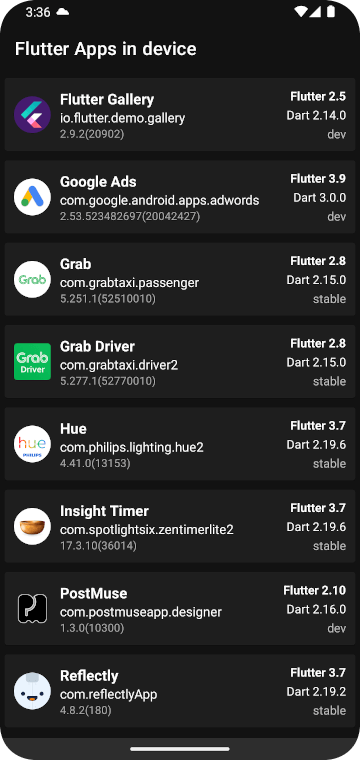 3:36
Flutter Apps in device
Flutter Gallery
io.flutter.demo.gallery
2.9.2(20902)
Flutter 2.5
Dart 2.14.0
dev
Google Ads
com.google.android.apps.adwords
2.53.523482697(20042427)
Flutter 3.9
Dart 3.0.0
dev
Grab
Grab
com.grabtaxi.passenger
5.251.1(52510010)
Flutter 2.8
Dart 2.15.0
stable
Grab
Driver
Grab Driver
com.grabtaxi.driver2
5.277.1(52770010)
Flutter 2.8
Dart 2.15.0
stable
hue
PHILIPS
Hue
com.philips.lighting.hue2
4.41.0(13153)
Flutter 3.7
Dart 2.19.6
stable
Insight Timer
com.spotlightsix.zentimerlite2
17.3.10(36014)
Flutter 3.7
Dart 2.19.6
stable
PostMuse
com.postmuseapp.designer
1.3.0(10300)
Flutter 2.10
Dart 2.16.0
dev
Reflectly
com.reflectlyApp
4.8.2(180)
Flutter 3.7
Dart 2.19.2
stable